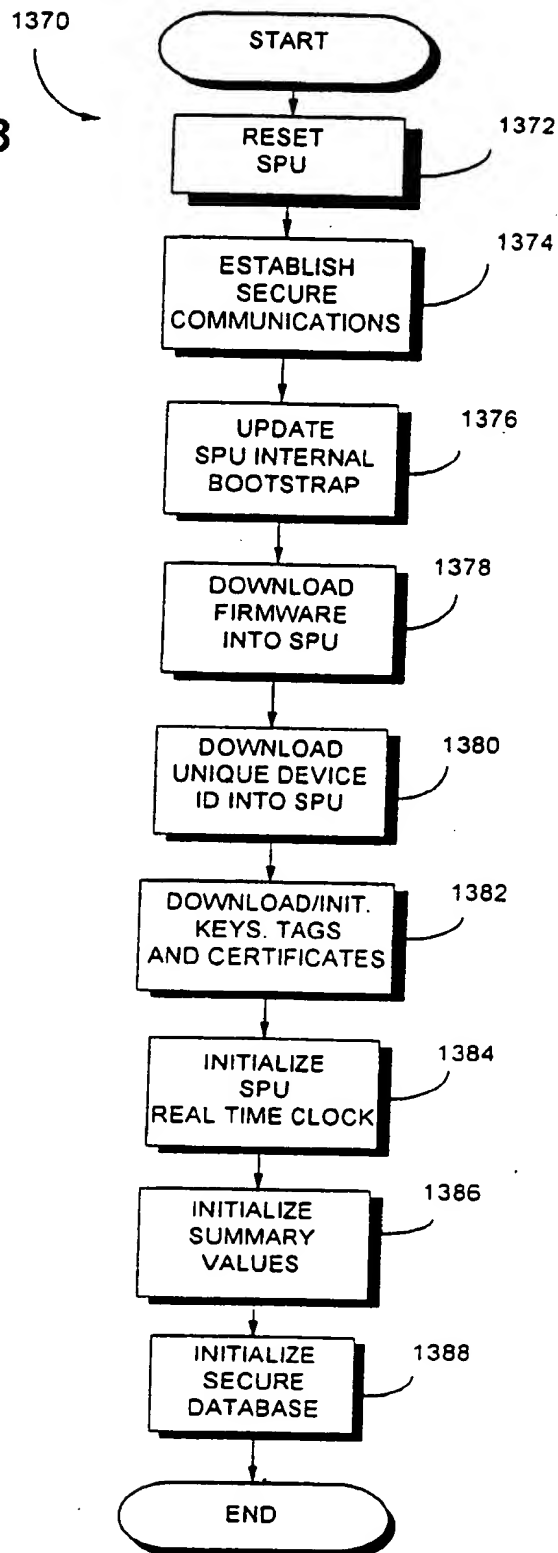 1370
START
8
RESET
SPU
1372
ESTABLISH
SECURE
COMMUNICATIONS
1374
UPDATE
SPU INTERNAL
BOOTSTRAP
1376
DOWNLOAD
FIRMWARE
INTO SPU
1378
DOWNLOAD
UNIQUE DEVICE
ID INTO SPU
1380
DOWNLOAD/INIT.
KEYS. TAGS
AND CERTIFICATES
1382
INITIALIZE
SPU
REAL TIME CLOCK
1384
INITIALIZE
SUMMARY
VALUES
1386
INITIALIZE
SECURE
DATABASE
1388
END